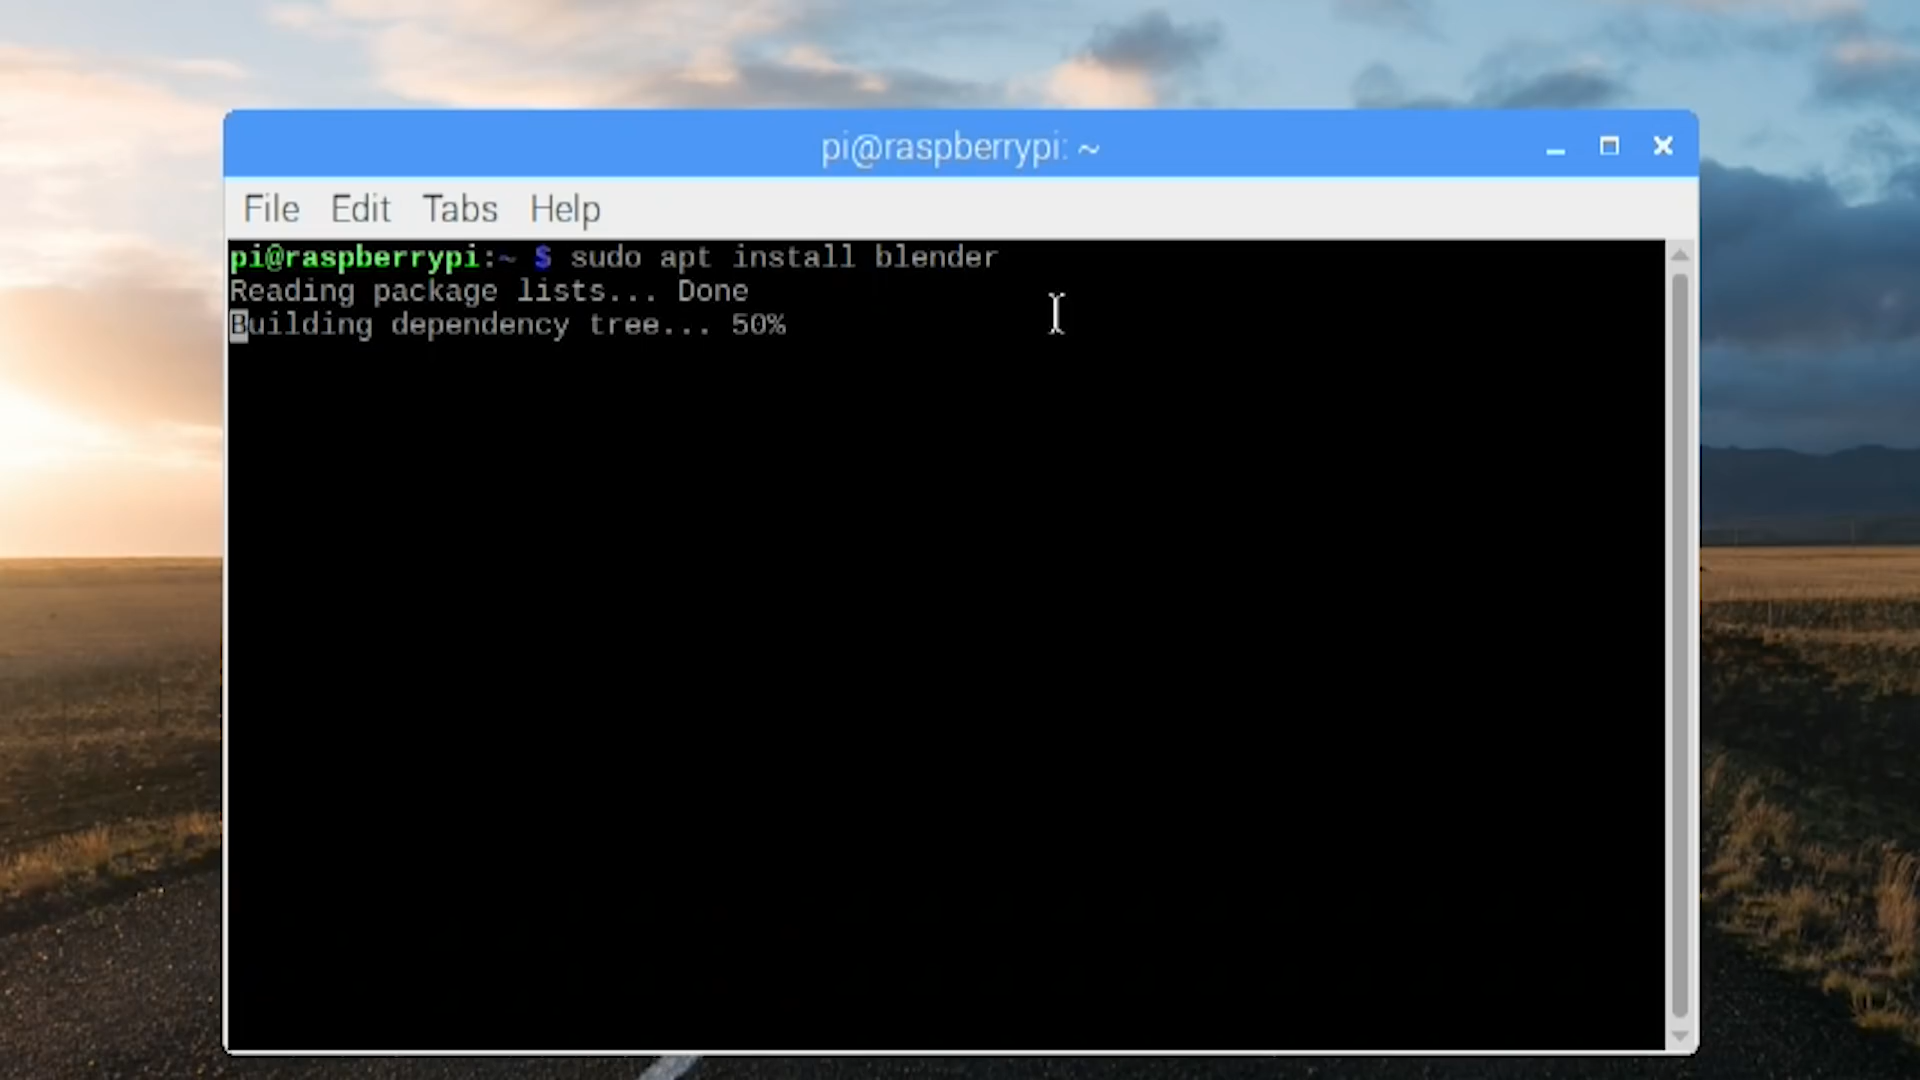 pi@raspberrypi: ~
File Edit Tabs Help
pi@raspberrypi:~ $ sudo apt install blender
Reading package lists... Done
Building dependency tree... 50%